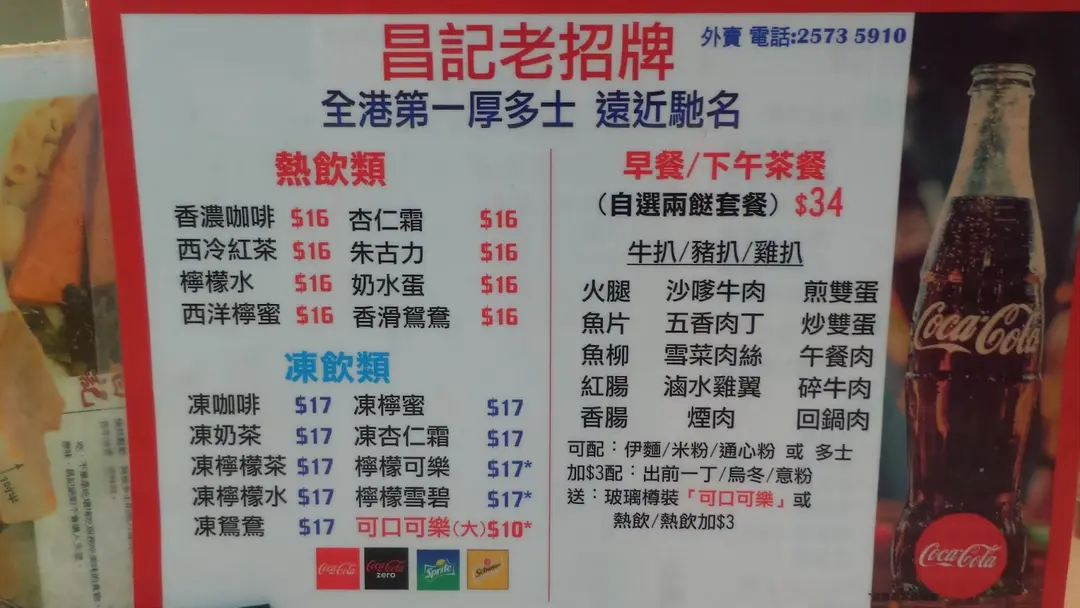 昌記老招牌
外賣 電話:2573 5910
全港第一厚多士 遠近馳名
熱飲類
香濃咖啡 $16 杏仁霜 $16
西冷紅茶 $16 朱古力 $16
檸檬水 $16 奶水蛋 $16
西洋檸蜜 $16 香滑鴛鴦 $16
凍飲類
凍咖啡 $17 凍檸蜜 $17
凍奶茶 $17 凍杏仁霜 $17
凍檸檬茶 $17 檸檬可樂 $17*
凍檸檬水 $17 檸檬雪碧 $17*
凍鴛鴦 $17 可口可樂(大) $10*
Coca-Cola Coca-Cola zero Sprite Schweppes
早餐/下午茶餐
(自選兩餸套餐) $34
牛扒/豬扒/雞扒
火腿 沙嗲牛肉 煎雙蛋
魚片 五香肉丁 炒雙蛋
魚柳 雪菜肉絲 午餐肉
紅腸 滷水雞翼 碎牛肉
香腸 煙肉 回鍋肉
可配：伊麵/米粉/通心粉 或 多士
加$3配：出前一丁/烏冬/意粉
送：玻璃樽裝「可口可樂」或
熱飲/熱飲加$3
Coca-Cola
Coca-Cola